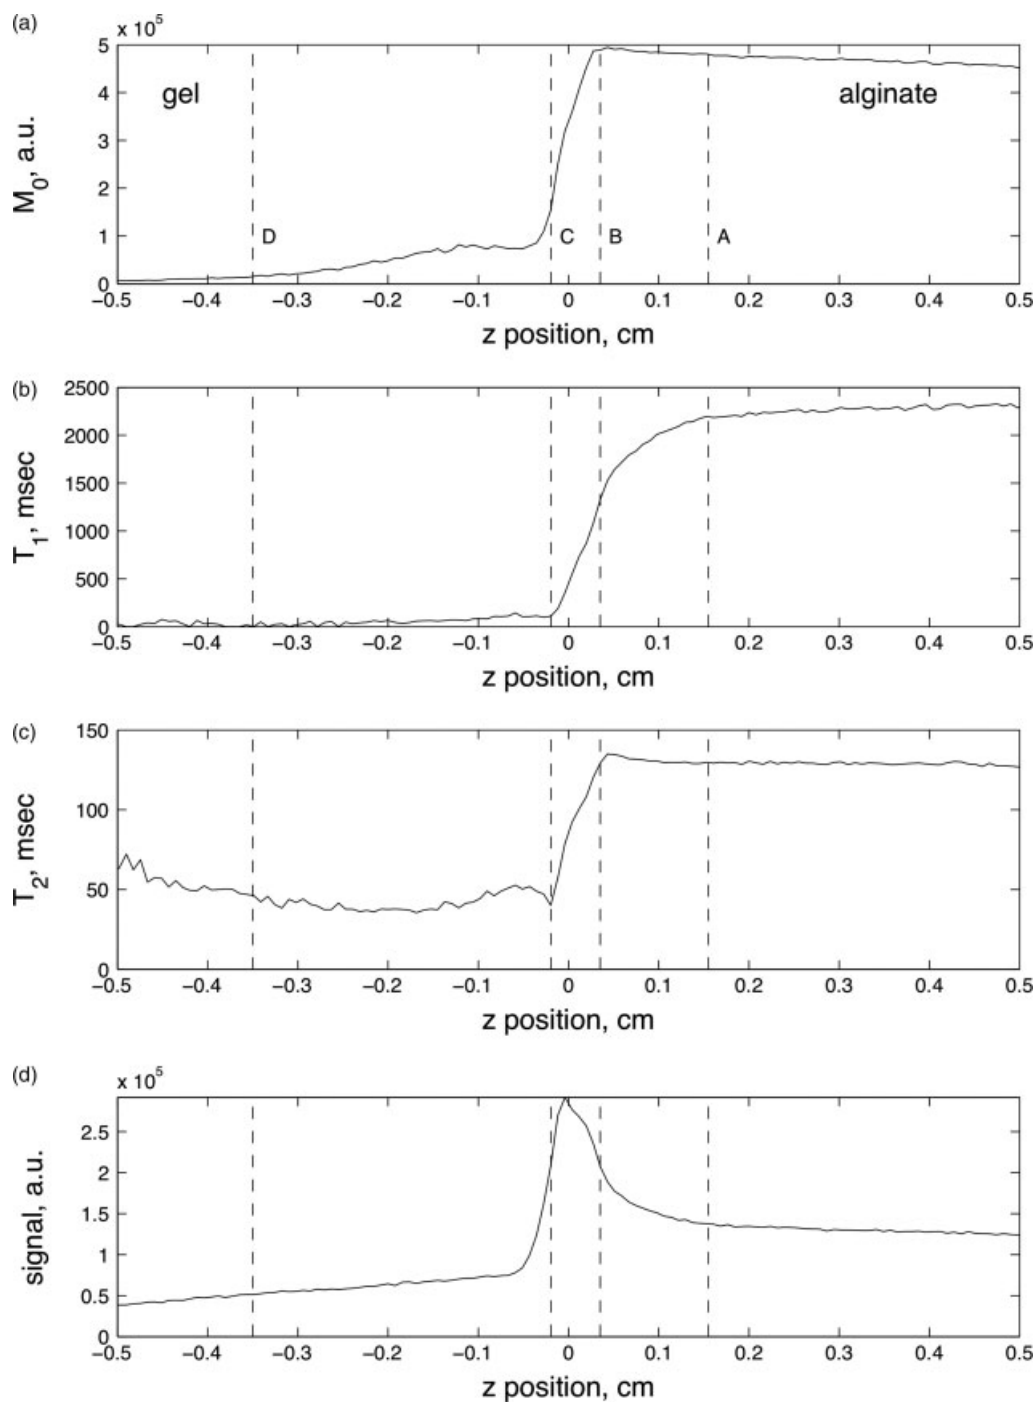 (a)
x 10⁵
5
4
3
2
1
0
M₀, a.u.
gel
alginate
D
C
B
A
−0.5 −0.4 −0.3 −0.2 −0.1 0 0.1 0.2 0.3 0.4 0.5
z position, cm
(b)
2500
2000
1500
1000
500
0
T₁, msec
−0.5 −0.4 −0.3 −0.2 −0.1 0 0.1 0.2 0.3 0.4 0.5
z position, cm
(c)
150
100
50
0
T₂, msec
−0.5 −0.4 −0.3 −0.2 −0.1 0 0.1 0.2 0.3 0.4 0.5
z position, cm
(d)
x 10⁵
2.5
2
1.5
1
0.5
0
signal, a.u.
−0.5 −0.4 −0.3 −0.2 −0.1 0 0.1 0.2 0.3 0.4 0.5
z position, cm